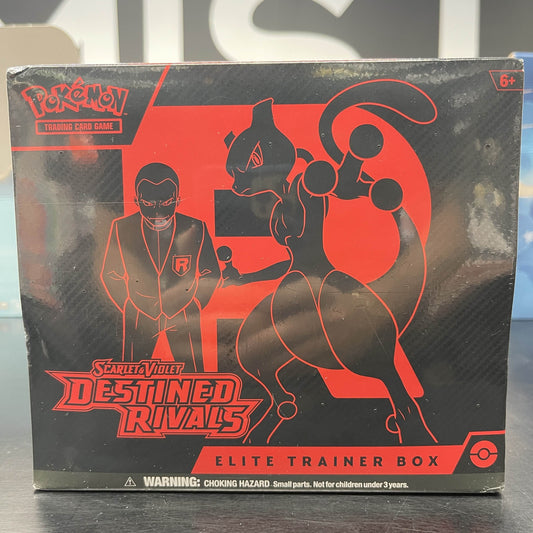 POKéMON
TRADING CARD GAME
6+
R
SCARLET & VIOLET
DESTINED
RIVALS
ELITE TRAINER BOX
WARNING: CHOKING HAZARD Small parts. Not for children under 3 years.